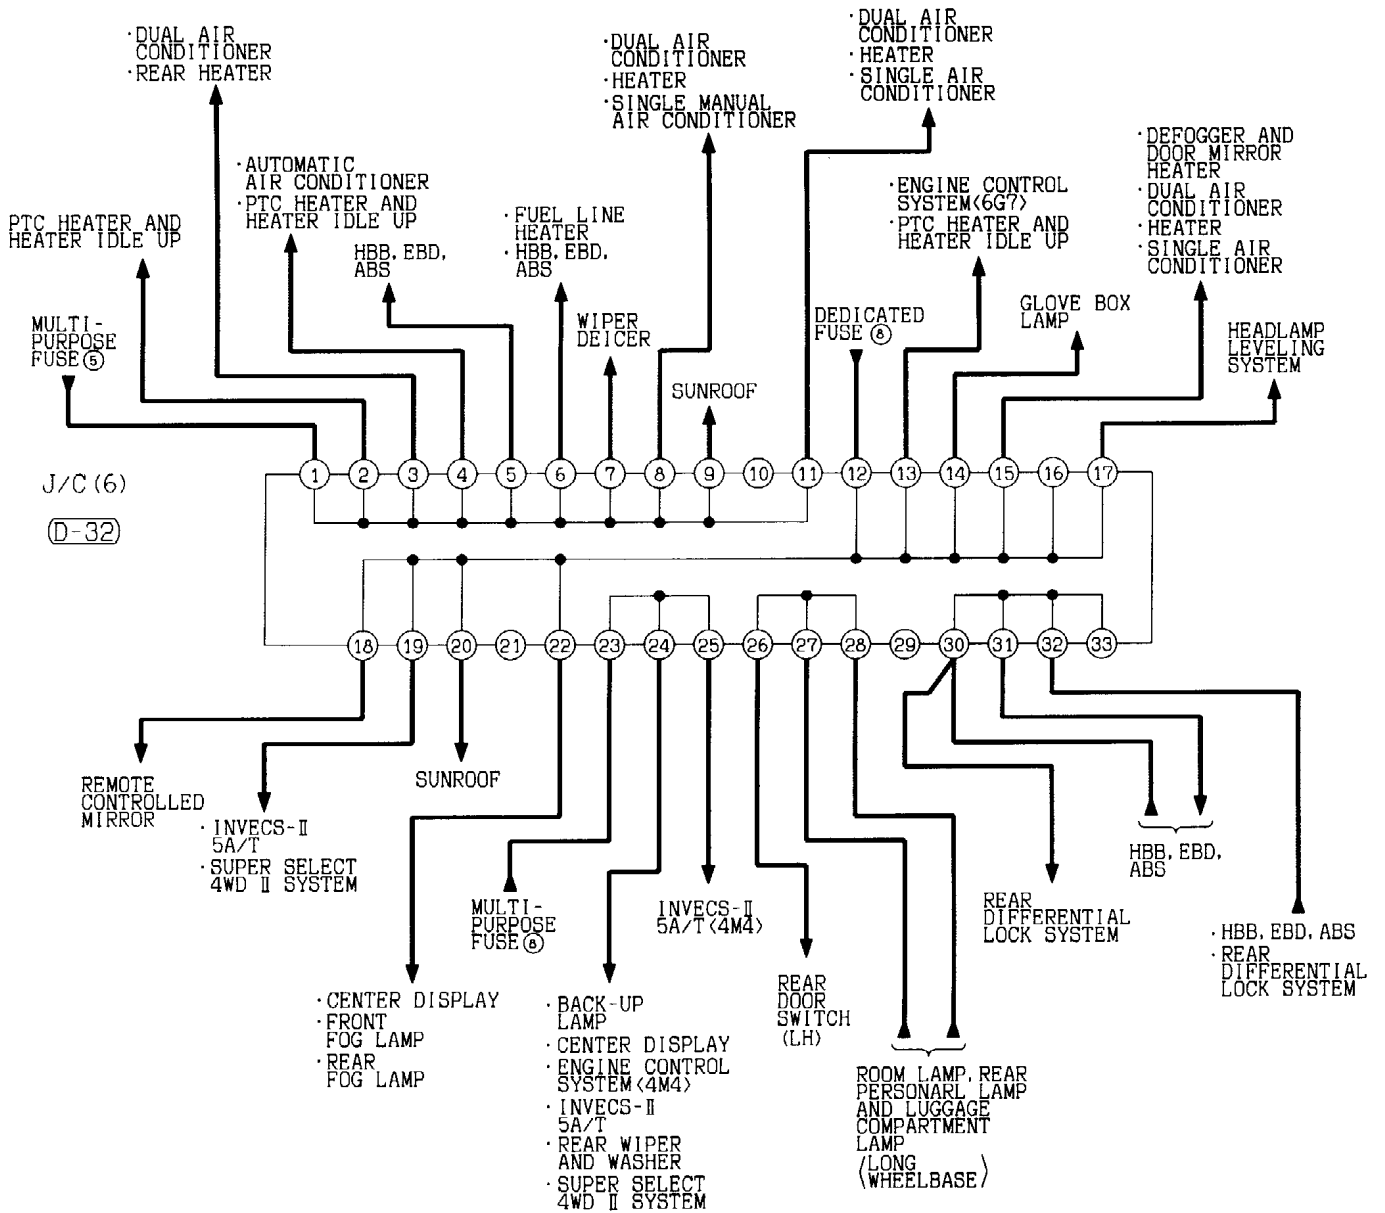 ·DUAL AIR
CONDITIONER
·REAR HEATER
·DUAL AIR
CONDITIONER
·HEATER
·SINGLE MANUAL
AIR CONDITIONER
·DUAL AIR
CONDITIONER
·HEATER
·SINGLE AIR
CONDITIONER
·DEFOGGER AND
DOOR MIRROR
HEATER
·DUAL AIR
CONDITIONER
·HEATER
·SINGLE AIR
CONDITIONER
·AUTOMATIC
AIR CONDITIONER
·PTC HEATER AND
HEATER IDLE UP
·ENGINE CONTROL
SYSTEM<6G7>
·PTC HEATER AND
HEATER IDLE UP
PTC HEATER AND
HEATER IDLE UP
·FUEL LINE
HEATER
·HBB, EBD,
ABS
HBB, EBD,
ABS
MULTI-
PURPOSE
FUSE⑤
WIPER
DEICER
DEDICATED
FUSE ⑧
GLOVE BOX
LAMP
HEADLAMP
LEVELING
SYSTEM
SUNROOF
1 2 3 4 5 6 7 8 9 10 11 12 13 14 15 16 17
J/C (6)
D-32
18 19 20 21 22 23 24 25 26 27 28 29 30 31 32 33
REMOTE
CONTROLLED
MIRROR
·INVECS-II
5A/T
·SUPER SELECT
4WD II SYSTEM
SUNROOF
MULTI-
PURPOSE
FUSE⑧
INVECS-II
5A/T<4M4>
REAR
DIFFERENTIAL
LOCK SYSTEM
HBB, EBD,
ABS
·HBB, EBD, ABS
·REAR
DIFFERENTIAL
LOCK SYSTEM
·CENTER DISPLAY
·FRONT
FOG LAMP
·REAR
FOG LAMP
·BACK-UP
LAMP
·CENTER DISPLAY
·ENGINE CONTROL
SYSTEM<4M4>
·INVECS-II
5A/T
·REAR WIPER
AND WASHER
·SUPER SELECT
4WD II SYSTEM
REAR
DOOR
SWITCH
(LH)
ROOM LAMP, REAR
PERSONARL LAMP
AND LUGGAGE
COMPARTMENT
LAMP
<LONG
WHEELBASE>